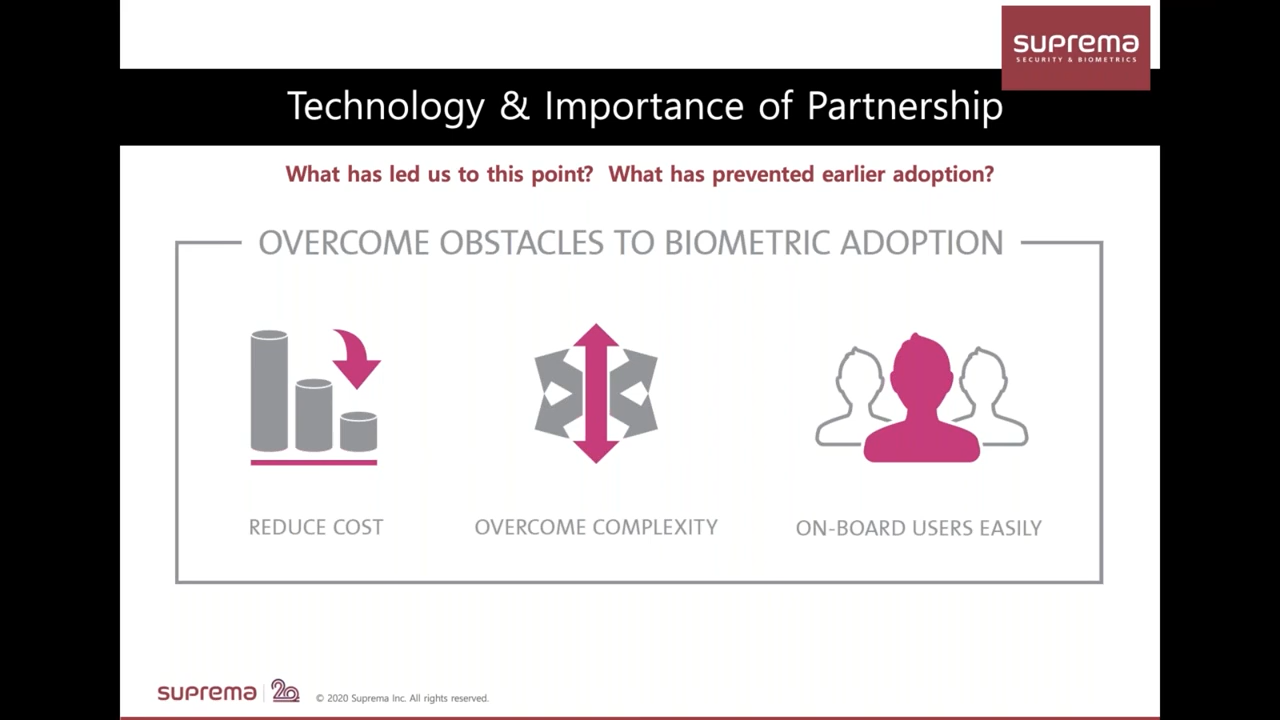 suprema
SECURITY & BIOMETRICS
Technology & Importance of Partnership
What has led us to this point? What has prevented earlier adoption?
OVERCOME OBSTACLES TO BIOMETRIC ADOPTION
REDUCE COST
OVERCOME COMPLEXITY
ON-BOARD USERS EASILY
suprema 20 © 2020 Suprema Inc. All rights reserved.